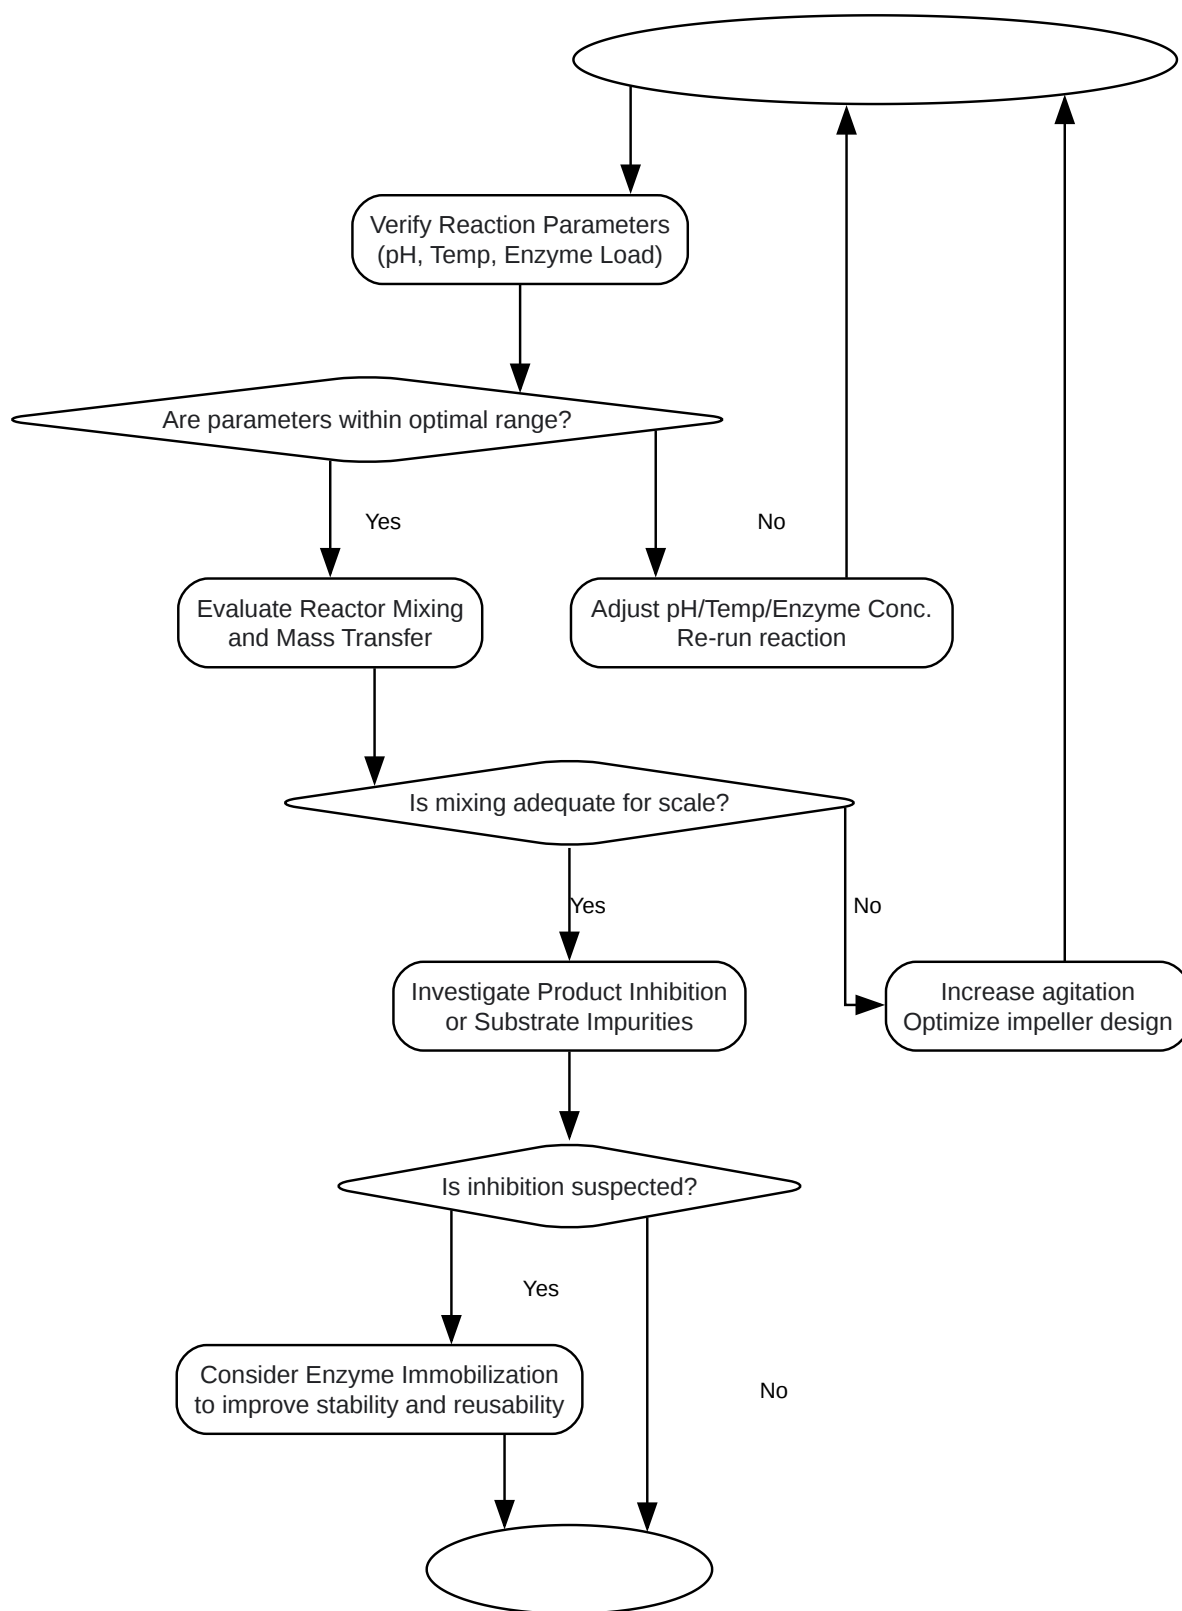 Verify Reaction Parameters
(pH, Temp, Enzyme Load)
Are parameters within optimal range?
Yes
No
Evaluate Reactor Mixing
and Mass Transfer
Adjust pH/Temp/Enzyme Conc.
Re-run reaction
Is mixing adequate for scale?
Yes
No
Investigate Product Inhibition
or Substrate Impurities
Increase agitation
Optimize impeller design
Is inhibition suspected?
Yes
Consider Enzyme Immobilization
to improve stability and reusability
No